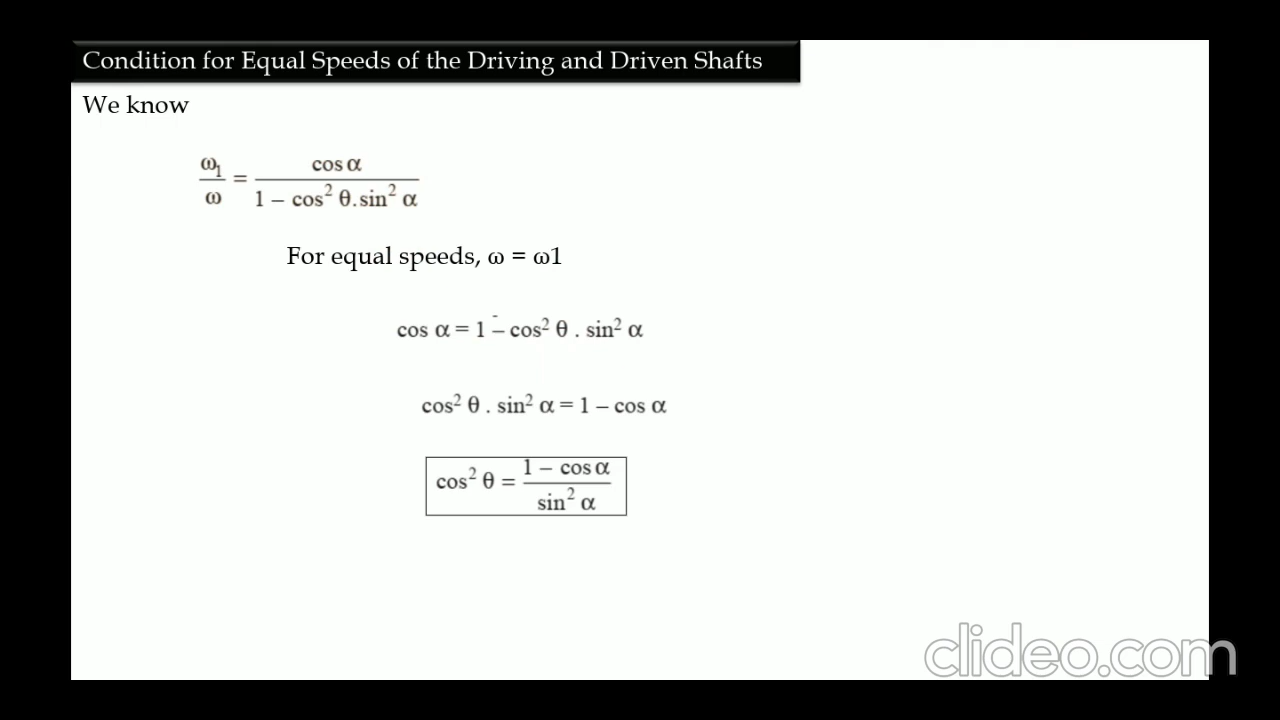 Condition for Equal Speeds of the Driving and Driven Shafts
We know
ω₁/ω = cos α / (1 – cos² θ.sin² α)
For equal speeds, ω = ω1
cos α = 1 – cos² θ . sin² α
cos² θ . sin² α = 1 – cos α
cos² θ = (1 – cos α) / (sin² α)
clideo.com